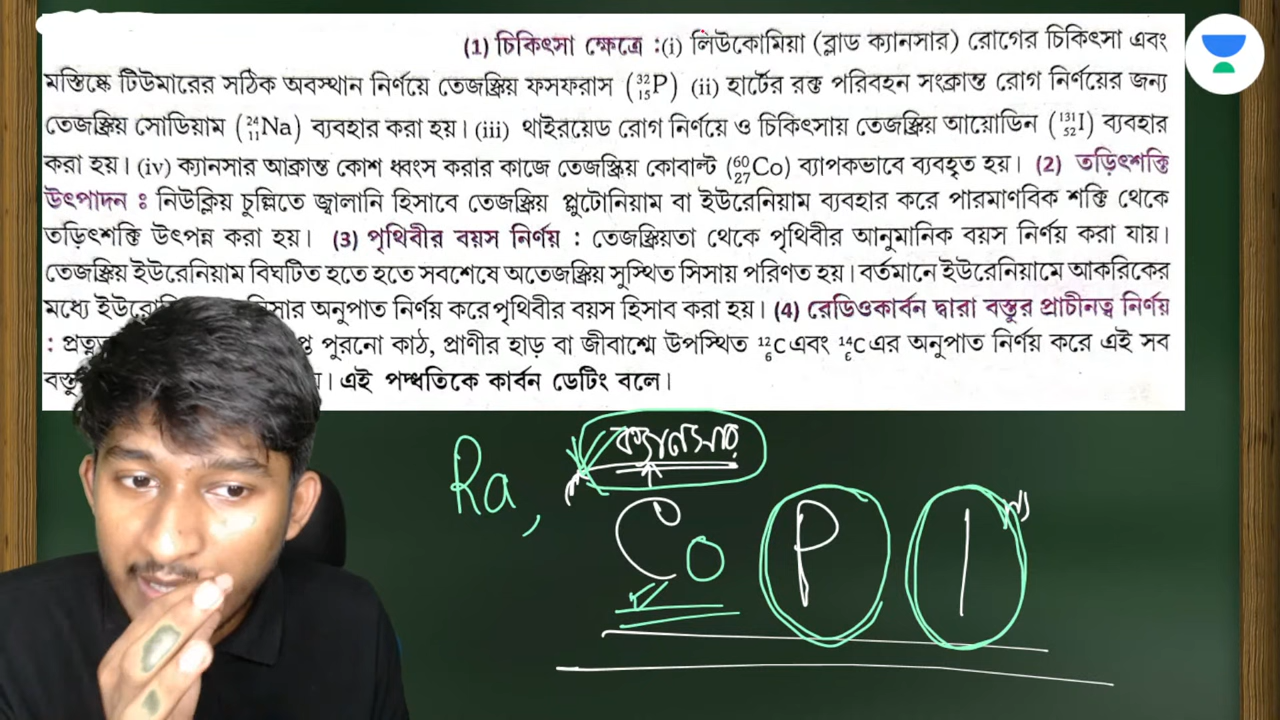 (1) চিকিৎসা ক্ষেত্রে :(i) লিউকোমিয়া (ব্লাড ক্যানসার) রোগের চিকিৎসা এবং
মস্তিষ্কে টিউমারের সঠিক অবস্থান নির্ণয়ে তেজস্ক্রিয় ফসফরাস (³²₁₅P) (ii) হার্টের রক্ত পরিবহন সংক্রান্ত রোগ নির্ণয়ের জন্য
তেজস্ক্রিয় সোডিয়াম (²⁴₁₁Na) ব্যবহার করা হয়। (iii) থাইরয়েড রোগ নির্ণয়ে ও চিকিৎসায় তেজস্ক্রিয় আয়োডিন (¹³¹₅₂I) ব্যবহার
করা হয়। (iv) ক্যানসার আক্রান্ত কোশ ধ্বংস করার কাজে তেজস্ক্রিয় কোবাল্ট (⁶⁰₂₇Co) ব্যাপকভাবে ব্যবহৃত হয়। (2) তড়িৎশক্তি
উৎপাদন : নিউক্লিয় চুল্লিতে জ্বালানি হিসাবে তেজস্ক্রিয় প্লুটোনিয়াম বা ইউরেনিয়াম ব্যবহার করে পারমাণবিক শক্তি থেকে
তড়িৎশক্তি উৎপন্ন করা হয়। (3) পৃথিবীর বয়স নির্ণয় : তেজস্ক্রিয়তা থেকে পৃথিবীর আনুমানিক বয়স নির্ণয় করা যায়।
তেজস্ক্রিয় ইউরেনিয়াম বিঘটিত হতে হতে সবশেষে অতেজস্ক্রিয় সুস্থিত সিসায় পরিণত হয়। বর্তমানে ইউরেনিয়ামে আকরিকের
মধ্যে অনুপাত নির্ণয় করে পৃথিবীর বয়স হিসাব করা হয়। (4) রেডিওকার্বন দ্বারা বস্তুর প্রাচীনত্ব নির্ণয়
: পুরনো কাঠ, প্রাণীর হাড় বা জীবাশ্মে উপস্থিত ¹²₆C এবং ¹⁴₆C এর অনুপাত নির্ণয় করে এই সব
। এই পদ্ধতিকে কার্বন ডেটিং বলে।
ক্যানসার
Ra, Co P I